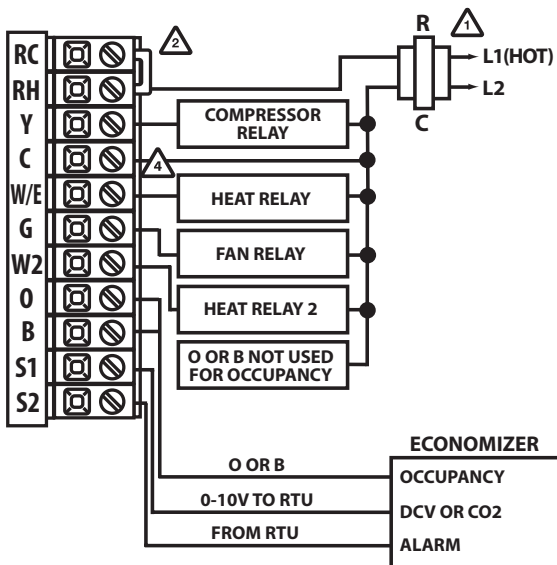 R
1
L1(HOT)
L2
C
RC
2
RH
Y
COMPRESSOR
RELAY
C
4
W/E
HEAT RELAY
G
FAN RELAY
W2
HEAT RELAY 2
O
B
O OR B NOT USED
FOR OCCUPANCY
S1
S2
ECONOMIZER
O OR B
OCCUPANCY
0-10V TO RTU
DCV OR CO2
FROM RTU
ALARM